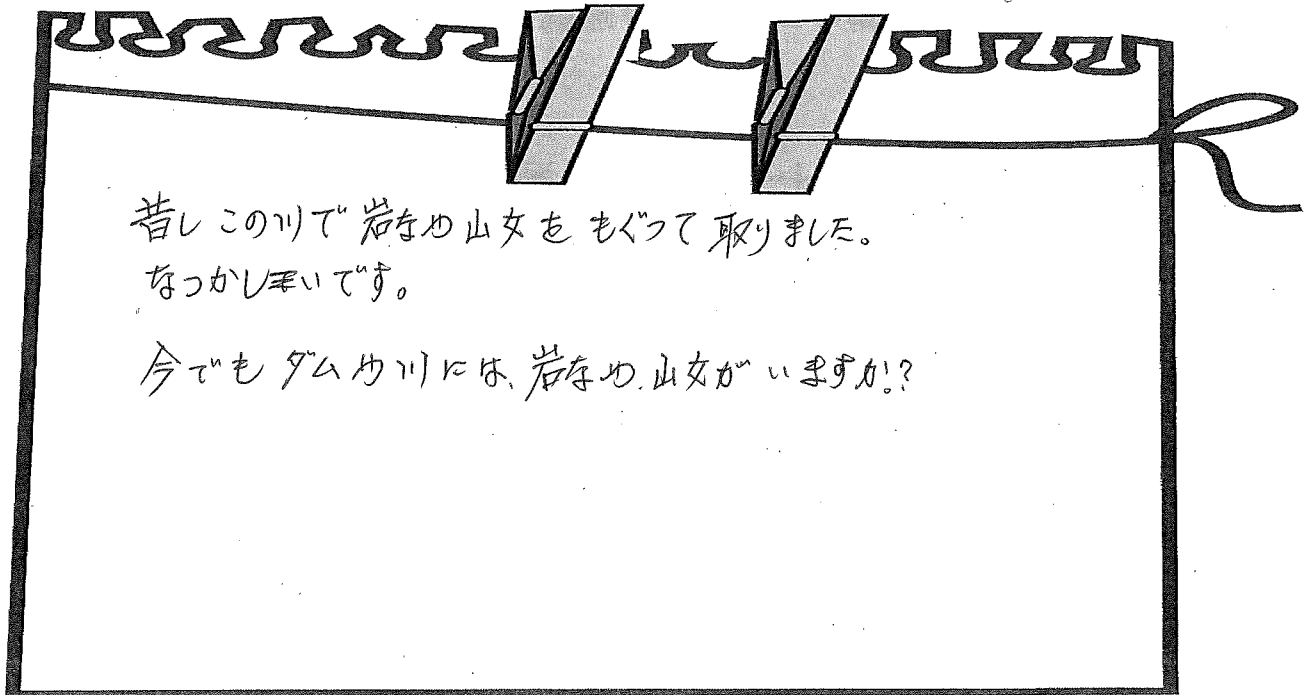 昔し この川で 岩なや山女を もぐって取りました。
なつかしいです。
今でも ダムや川には、岩なや、山女が いますか!?